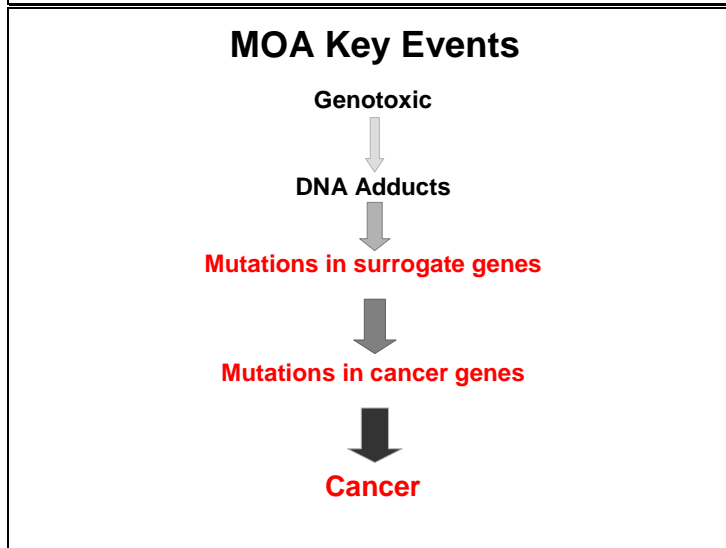 MOA Key Events
Genotoxic
DNA Adducts
Mutations in surrogate genes
Mutations in cancer genes
Cancer